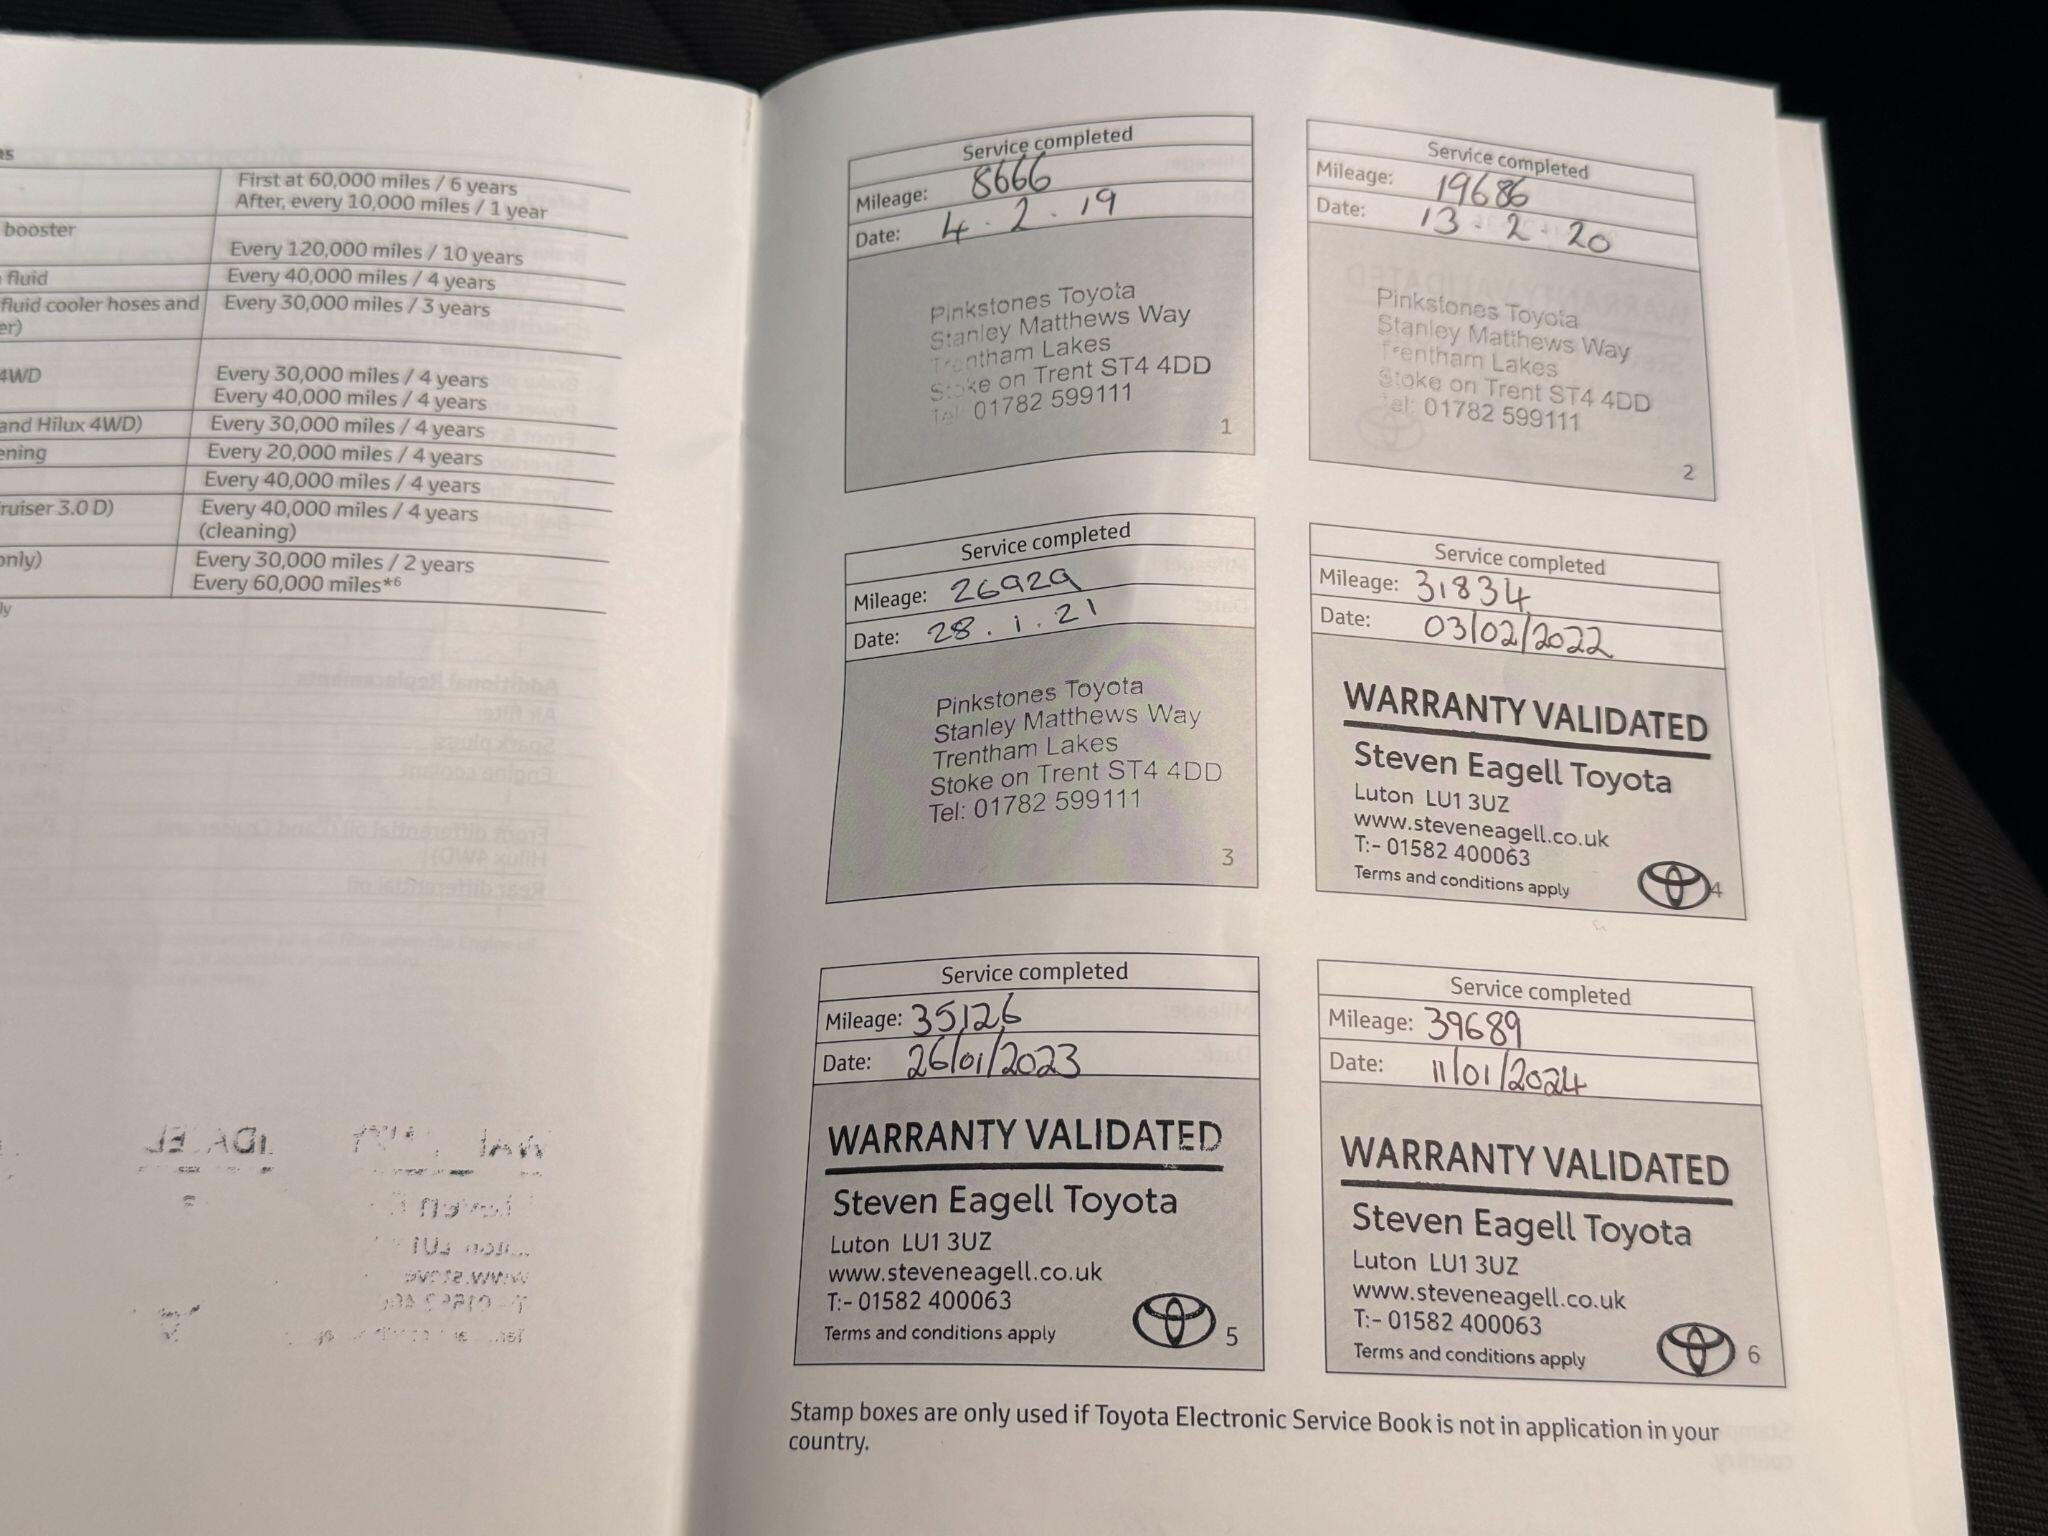 First at 60,000 miles / 6 years
After, every 10,000 miles / 1 year
booster
Every 120,000 miles / 10 years
fluid
Every 40,000 miles / 4 years
fluid cooler hoses and
Every 30,000 miles / 3 years
er)
4WD
Every 30,000 miles / 4 years
Every 40,000 miles / 4 years
and Hilux 4WD)
Every 30,000 miles / 4 years
ening
Every 20,000 miles / 4 years
Every 40,000 miles / 4 years
ruiser 3.0 D)
Every 40,000 miles / 4 years
(cleaning)
only)
Every 30,000 miles / 2 years
Every 60,000 miles*6
ly
Service completed
Mileage: 8666
Date: 4.2.19
Pinkstones Toyota
Stanley Matthews Way
Trentham Lakes
Stoke on Trent ST4 4DD
Tel: 01782 599111
1
Service completed
Mileage: 19686
Date: 13.2.20
Pinkstones Toyota
Stanley Matthews Way
Trentham Lakes
Stoke on Trent ST4 4DD
Tel: 01782 599111
2
Service completed
Mileage: 26929
Date: 28.1.21
Pinkstones Toyota
Stanley Matthews Way
Trentham Lakes
Stoke on Trent ST4 4DD
Tel: 01782 599111
3
Service completed
Mileage: 31834
Date: 03/02/2022
WARRANTY VALIDATED
Steven Eagell Toyota
Luton LU1 3UZ
www.steveneagell.co.uk
T:- 01582 400063
Terms and conditions apply
4
Service completed
Mileage: 35126
Date: 26/01/2023
WARRANTY VALIDATED
Steven Eagell Toyota
Luton LU1 3UZ
www.steveneagell.co.uk
T:- 01582 400063
Terms and conditions apply
5
Service completed
Mileage: 39689
Date: 11/01/2024
WARRANTY VALIDATED
Steven Eagell Toyota
Luton LU1 3UZ
www.steveneagell.co.uk
T:- 01582 400063
Terms and conditions apply
6
Stamp boxes are only used if Toyota Electronic Service Book is not in application in your
country.